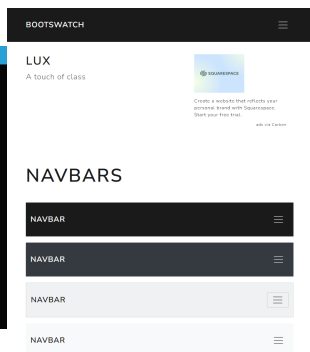 BOOTSWATCH
LUX
A touch of class
SQUARESPACE
Create a website that reflects your
personal brand with Squarespace.
Start your free trial.
ads via Carbon
NAVBARS
NAVBAR
NAVBAR
NAVBAR
NAVBAR